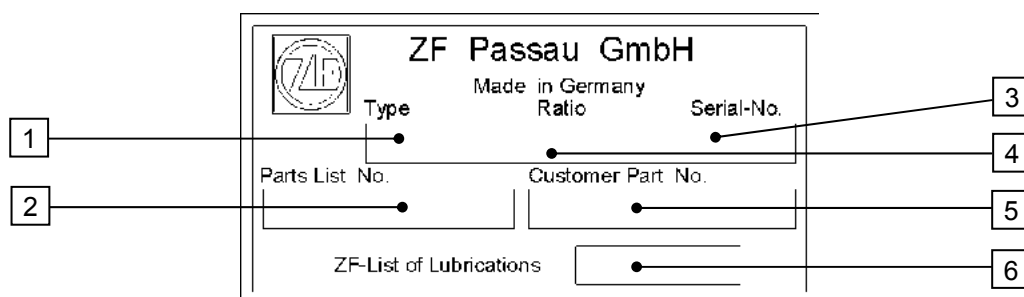 ZF
ZF Passau GmbH
Made in Germany
Type Ratio Serial-No.
1
3
4
Parts List No. Customer Part No.
2
5
ZF-List of Lubrications
6